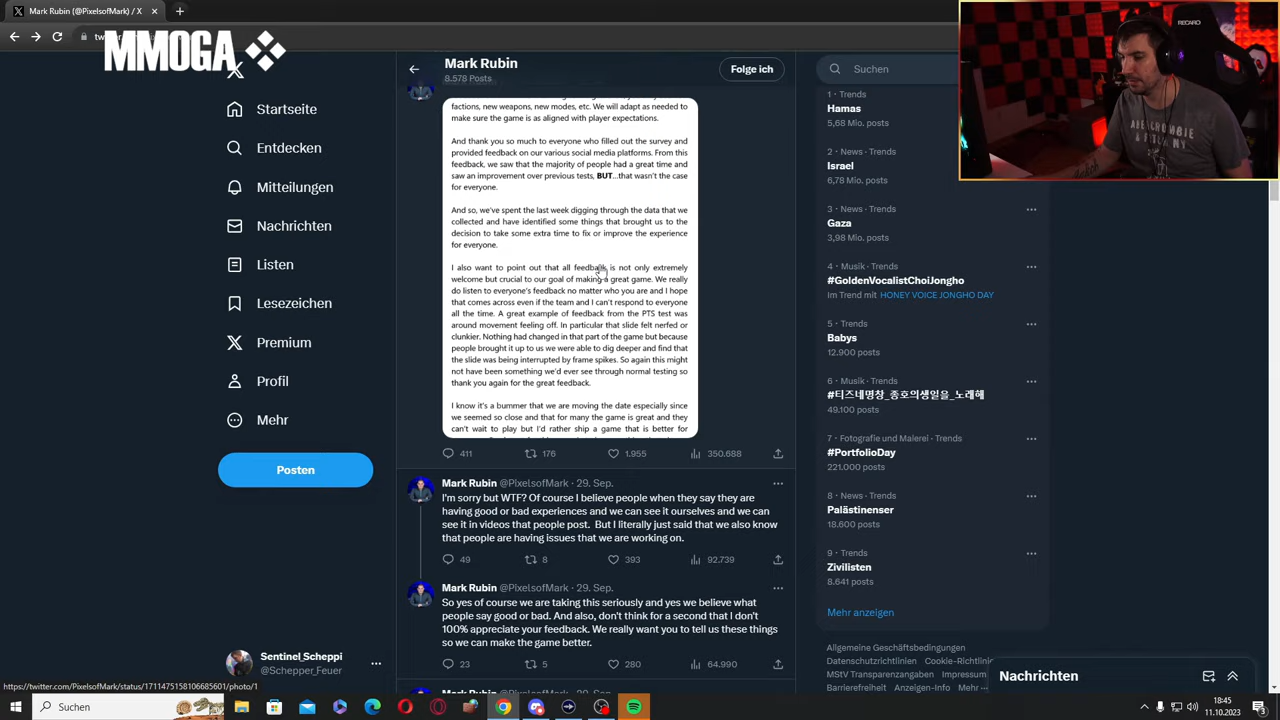 Mark Rubin (@PixelsofMark) / X
MMOGA
Startseite
Entdecken
Mitteilungen
Nachrichten
Listen
Lesezeichen
Premium
Profil
Mehr
Posten
Sentinel_Scheppi
@Schepper_Feuer
https://twitter.com/PixelsofMark/status/1711475158106685601/photo/1
Mark Rubin
8.578 Posts
Folge ich
factions, new weapons, new modes, etc. We will adapt as needed to
make sure the game is as aligned with player expectations.
And thank you so much to everyone who filled out the survey and
provided feedback on our various social media platforms. From this
feedback, we saw that the majority of people had a great time and
saw an improvement over previous tests, BUT...that wasn't the case
for everyone.
And so, we've spent the last week digging through the data that we
collected and have identified some things that brought us to the
decision to take some extra time to fix or improve the experience
for everyone.
I also want to point out that all feedback is not only extremely
welcome but crucial to our goal of making a great game. We really
do listen to everyone's feedback no matter who you are and I hope
that comes across even if the team and I can't respond to everyone
all the time. A great example of feedback from the PTS test was
around movement feeling off. In particular that slide felt nerfed or
clunkier. Nothing had changed in that part of the game but because
people brought it up to us we were able to dig deeper and find that
the slide was being interrupted by frame spikes. So again this might
not have been something we'd ever see through normal testing so
thank you again for the great feedback.
I know it's a bummer that we are moving the date especially since
we seemed so close and that for many the game is great and they
can't wait to play but I'd rather ship a game that is better for
411 176 1.955 350.688
Mark Rubin @PixelsofMark · 29. Sep.
I'm sorry but WTF? Of course I believe people when they say they are
having good or bad experiences and we can see it ourselves and we can
see it in videos that people post. But I literally just said that we also know
that people are having issues that we are working on.
49 8 393 92.739
Mark Rubin @PixelsofMark · 29. Sep.
So yes of course we are taking this seriously and yes we believe what
people say good or bad. And also, don't think for a second that I don't
100% appreciate your feedback. We really want you to tell us these things
so we can make the game better.
23 5 280 64.990
Suchen
1 · Trends
Hamas
5,68 Mio. posts
2 · News · Trends
Israel
6,78 Mio. posts
3 · News · Trends
Gaza
3,98 Mio. posts
4 · Musik · Trends
#GoldenVocalistChoiJongho
Im Trend mit HONEY VOICE JONGHO DAY
5 · Trends
Babys
12.900 posts
6 · Musik · Trends
#티즈네명창_종호의생일을_노래해
49.100 posts
7 · Fotografie und Malerei · Trends
#PortfolioDay
221.000 posts
8 · News · Trends
Palästinenser
18.600 posts
9 · Trends
Zivilisten
8.641 posts
Mehr anzeigen
Allgemeine Geschäftsbedingungen
Datenschutzrichtlinien Cookie-Richtlinie
MStV Transparenzangaben Impressum
Barrierefreiheit Anzeigen-Info Mehr ...
Nachrichten
RECARO
ABERCROMBIE
Suchen
18:45
11.10.2023